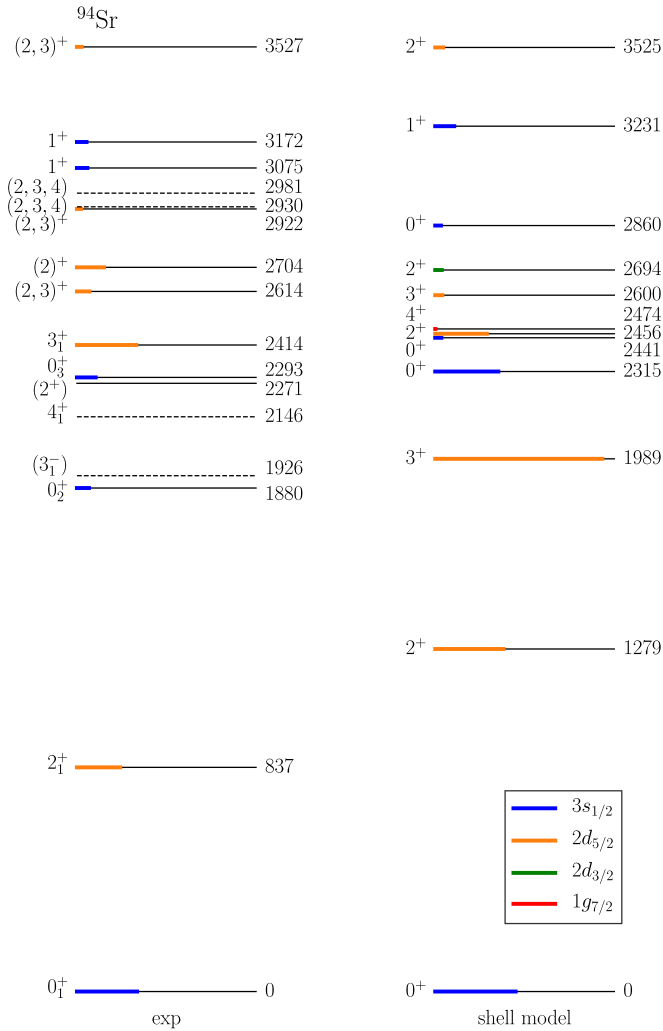 ⁹⁴Sr
(2, 3)⁺ 3527
1⁺ 3172
1⁺ 3075
(2, 3, 4) 2981
(2, 3, 4) 2930
(2, 3)⁺ 2922
(2)⁺ 2704
(2, 3)⁺ 2614
3₁⁺ 2414
0₃⁺ 2293
(2⁺) 2271
4₁⁺ 2146
(3₁⁻) 1926
0₂⁺ 1880
2₁⁺ 837
0₁⁺ 0
exp
2⁺ 3525
1⁺ 3231
0⁺ 2860
2⁺ 2694
3⁺ 2600
4⁺ 2474
2⁺ 2456
0⁺ 2441
0⁺ 2315
3⁺ 1989
2⁺ 1279
0⁺ 0
shell model
3s₁/₂
2d₅/₂
2d₃/₂
1g₇/₂